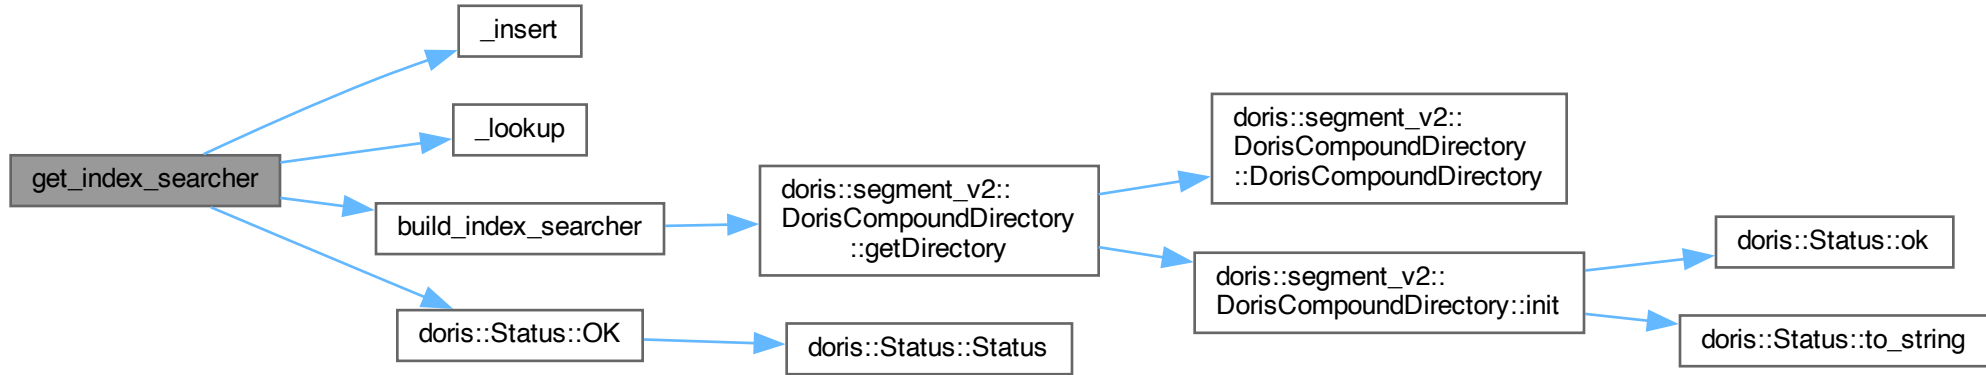 _insert
_lookup
get_index_searcher
build_index_searcher
doris::Status::OK
doris::segment_v2::
DorisCompoundDirectory
::getDirectory
doris::Status::Status
doris::segment_v2::
DorisCompoundDirectory
::DorisCompoundDirectory
doris::segment_v2::
DorisCompoundDirectory::init
doris::Status::ok
doris::Status::to_string